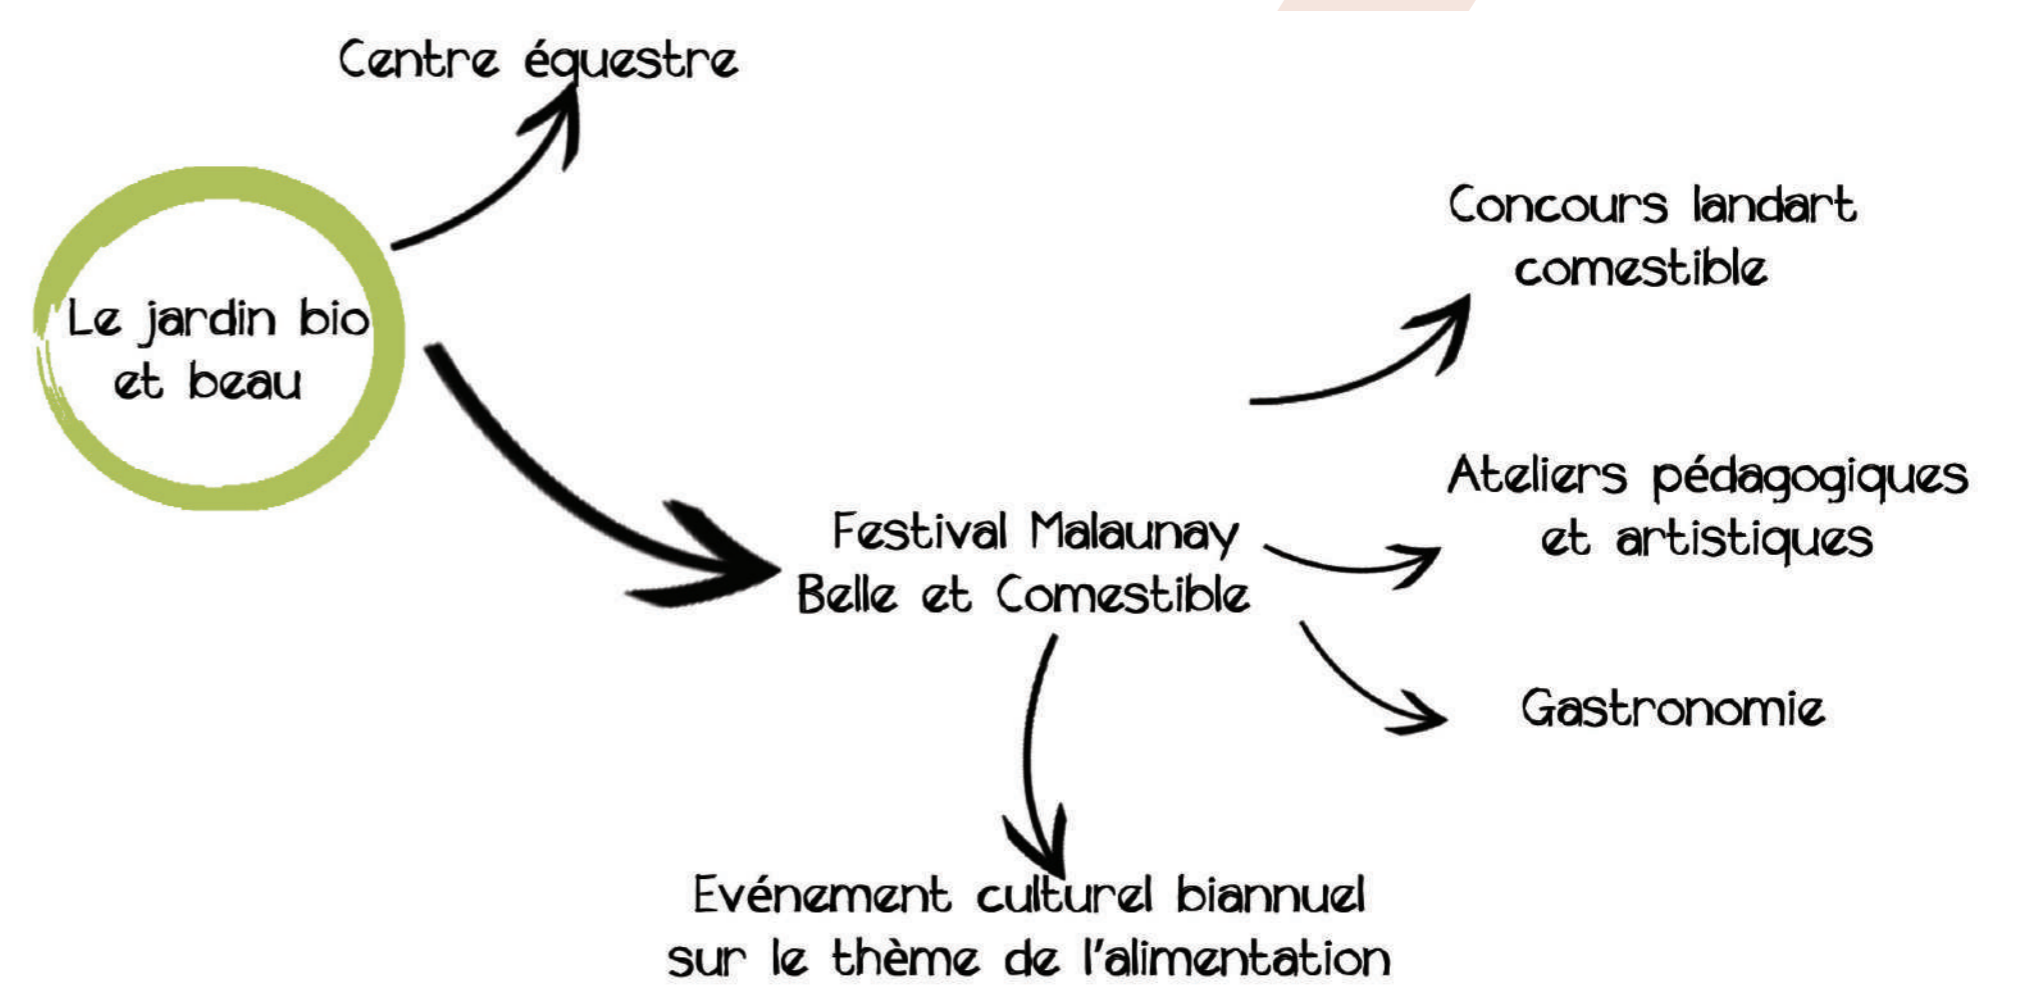 Centre équestre
Le jardin bio
et beau
Concours landart
comestible
Ateliers pédagogiques
et artistiques
Festival Malaunay
Belle et Comestible
Gastronomie
Evénement culturel biannuel
sur le thème de l'alimentation